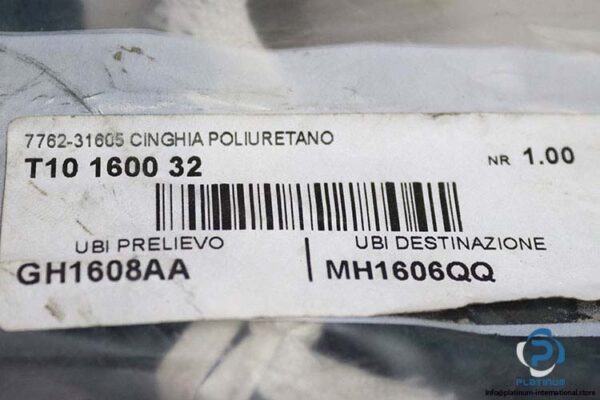 7762-31605 CINGHIA POLIURETANO
T10 1600 32
NR 1.00
UBI PRELIEVO
GH1608AA
UBI DESTINAZIONE
MH1606QQ
PLATINUM
info@platinum-international.store